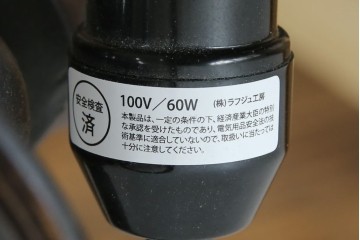 安全検査
済
100V／60W　(株)ラフジュ工房
本製品は、一定の条件の下、経済産業大臣の特別
な承認を受けたものであり、電気用品安全法の技
術基準に適合していないので、取扱いに当たっては
十分に注意してください。